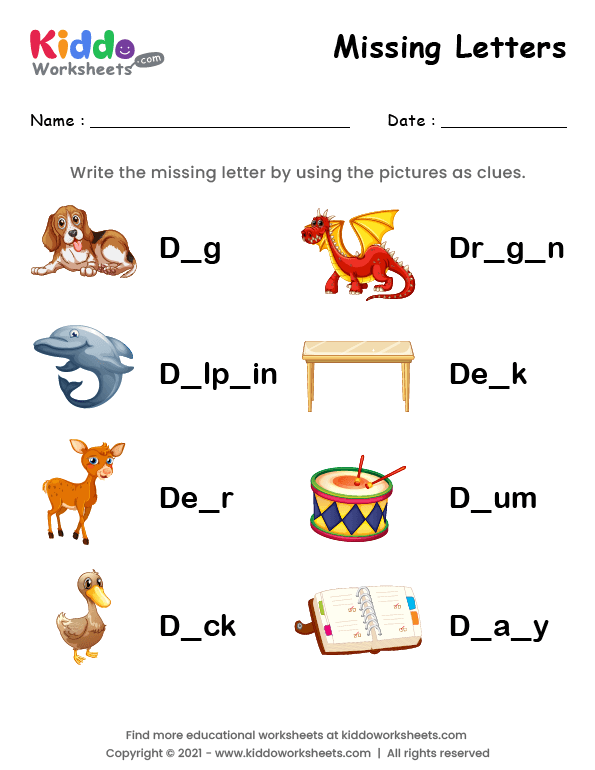 Kiddo
Worksheets.com
Missing Letters
Name : ____________________ Date : ____________
Write the missing letter by using the pictures as clues.
D_g Dr_g_n
D_lp_in De_k
De_r D_um
D_ck D_a_y
Find more educational worksheets at kiddoworksheets.com
Copyright © 2021 - www.kiddoworksheets.com | All rights reserved